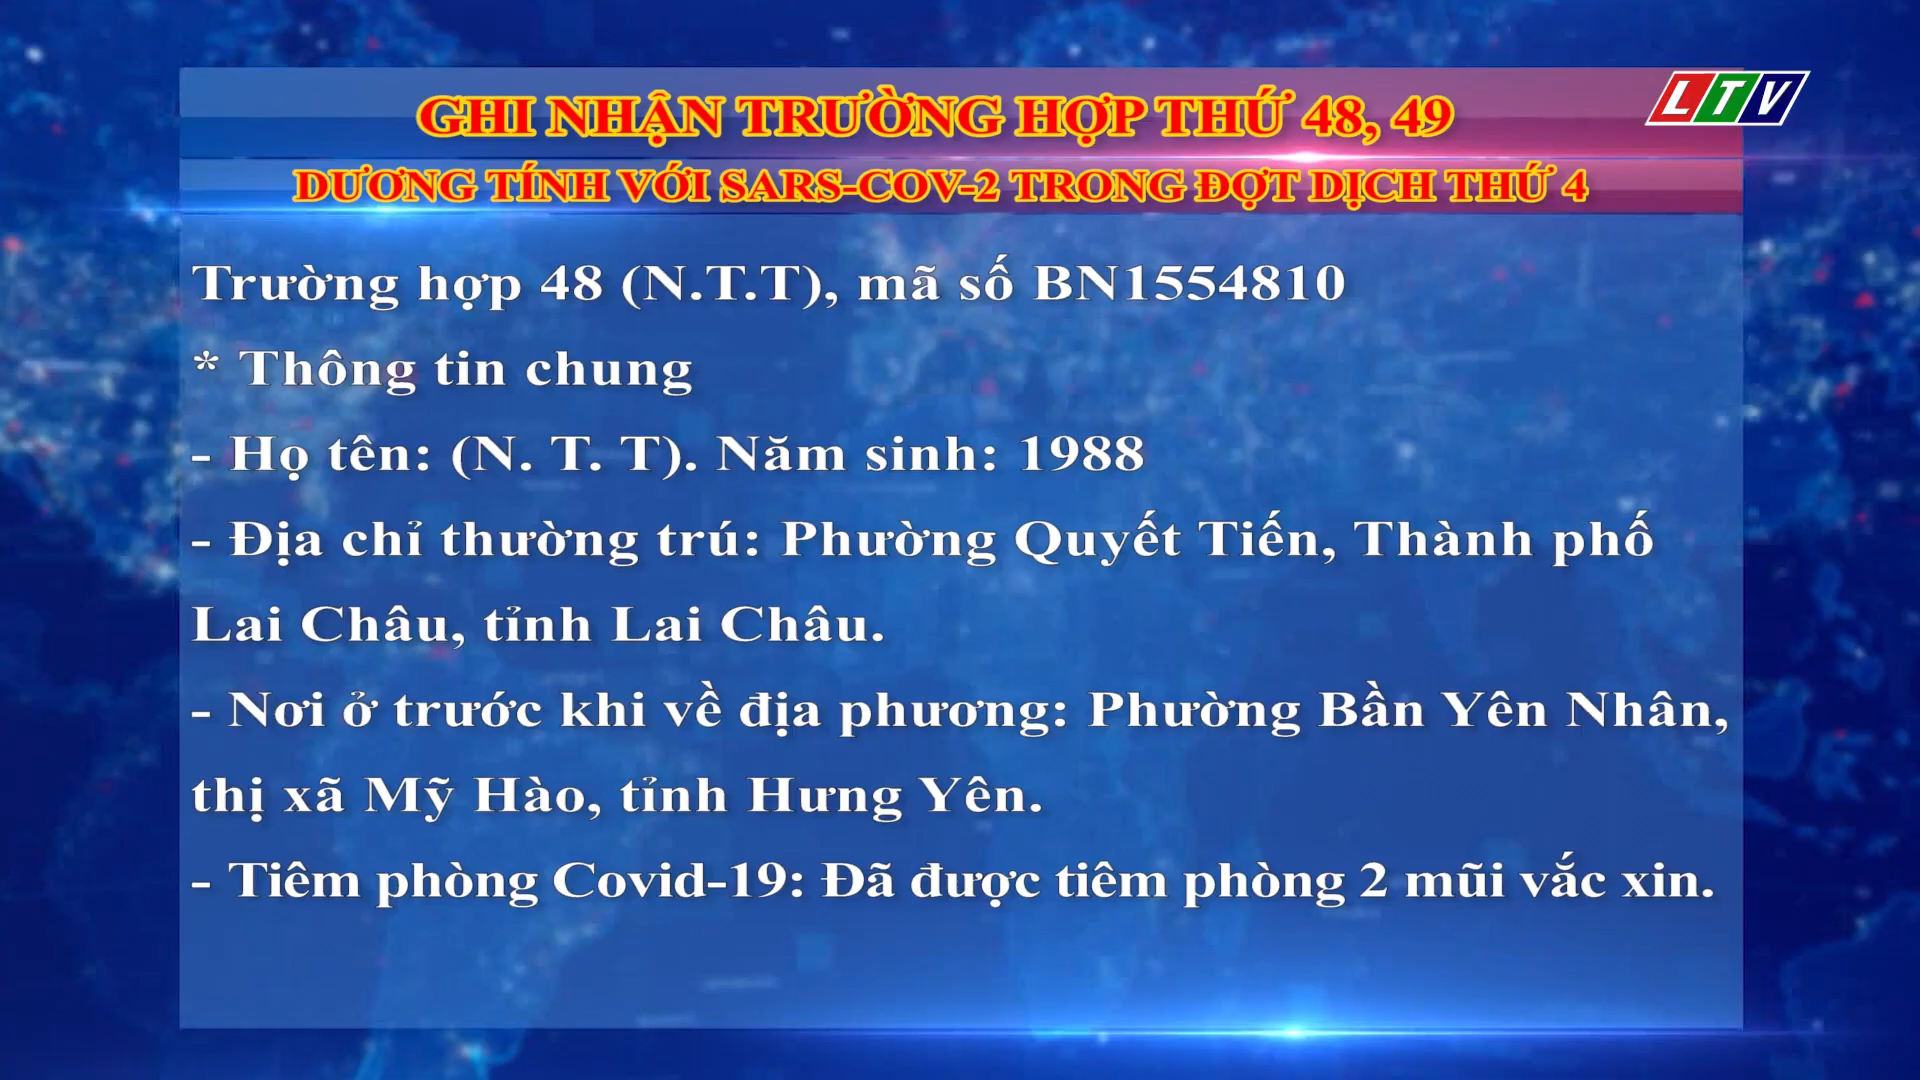 LTV
GHI NHẬN TRƯỜNG HỢP THỨ 48, 49
DƯƠNG TÍNH VỚI SARS-COV-2 TRONG ĐỢT DỊCH THỨ 4
Trường hợp 48 (N.T.T), mã số BN1554810
* Thông tin chung
- Họ tên: (N. T. T). Năm sinh: 1988
- Địa chỉ thường trú: Phường Quyết Tiến, Thành phố
Lai Châu, tỉnh Lai Châu.
- Nơi ở trước khi về địa phương: Phường Bần Yên Nhân,
thị xã Mỹ Hào, tỉnh Hưng Yên.
- Tiêm phòng Covid-19: Đã được tiêm phòng 2 mũi vắc xin.